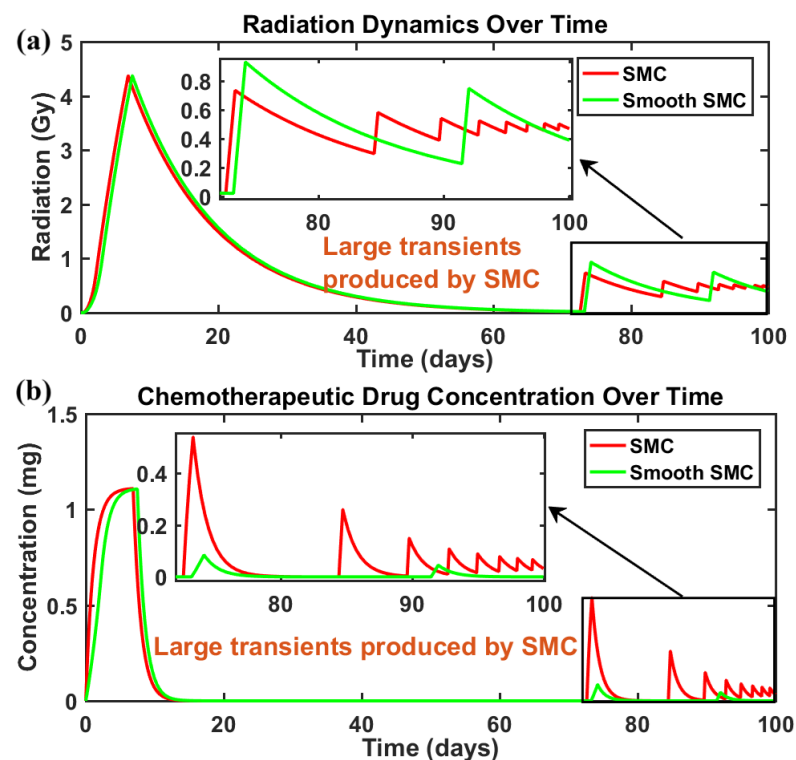 (a)
Radiation Dynamics Over Time
Radiation (Gy)
5
4
3
2
1
0
0 20 40 60 80 100
Time (days)
SMC
Smooth SMC
0.8
0.6
0.4
0.2
0
80 90 100
Large transients
produced by SMC
(b)
Chemotherapeutic Drug Concentration Over Time
Concentration (mg)
1.5
1
0.5
0
0 20 40 60 80 100
Time (days)
SMC
Smooth SMC
0.4
0.2
0
80 90 100
Large transients produced by SMC